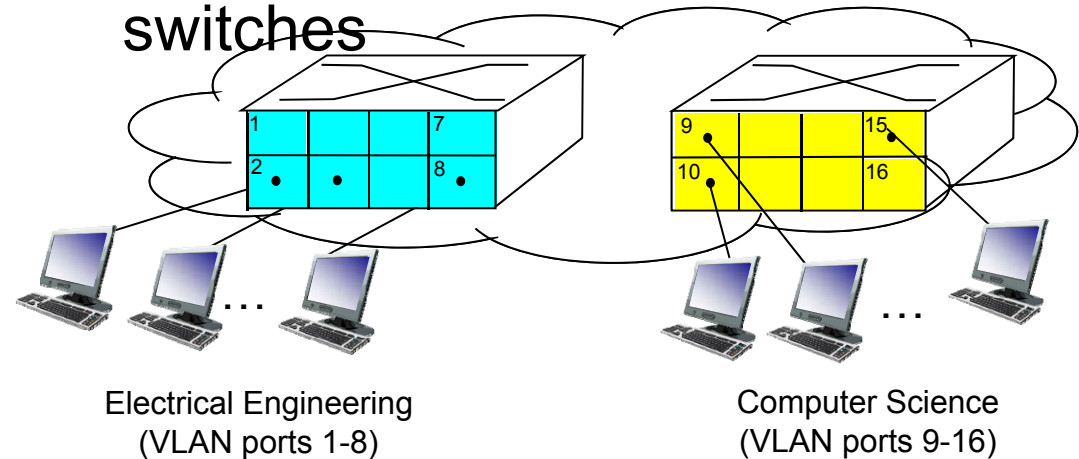 switches
1 7
2 8
9 15
10 16
...
...
Electrical Engineering
(VLAN ports 1-8)
Computer Science
(VLAN ports 9-16)